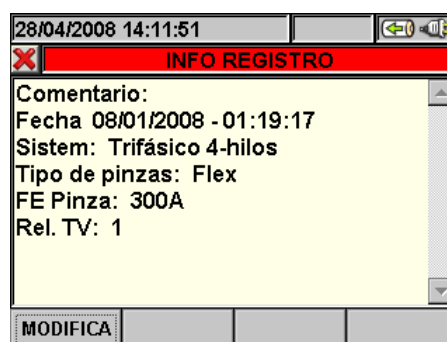 28/04/2008 14:11:51
INFO REGISTRO
Comentario:
Fecha 08/01/2008 - 01:19:17
Sistem: Trifásico 4-hilos
Tipo de pinzas: Flex
FE Pinza: 300A
Rel. TV: 1
MODIFICA